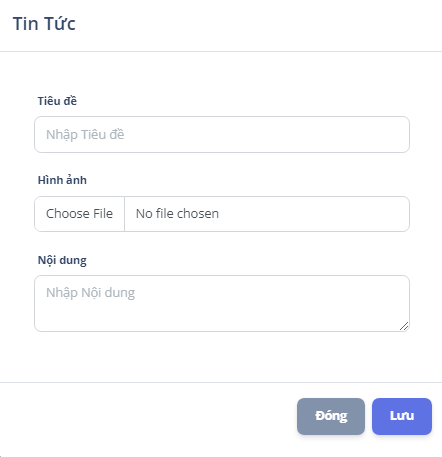 Tin Tức
Tiêu đề
Nhập Tiêu đề
Hình ảnh
Choose File No file chosen
Nội dung
Nhập Nội dung
Đóng Lưu